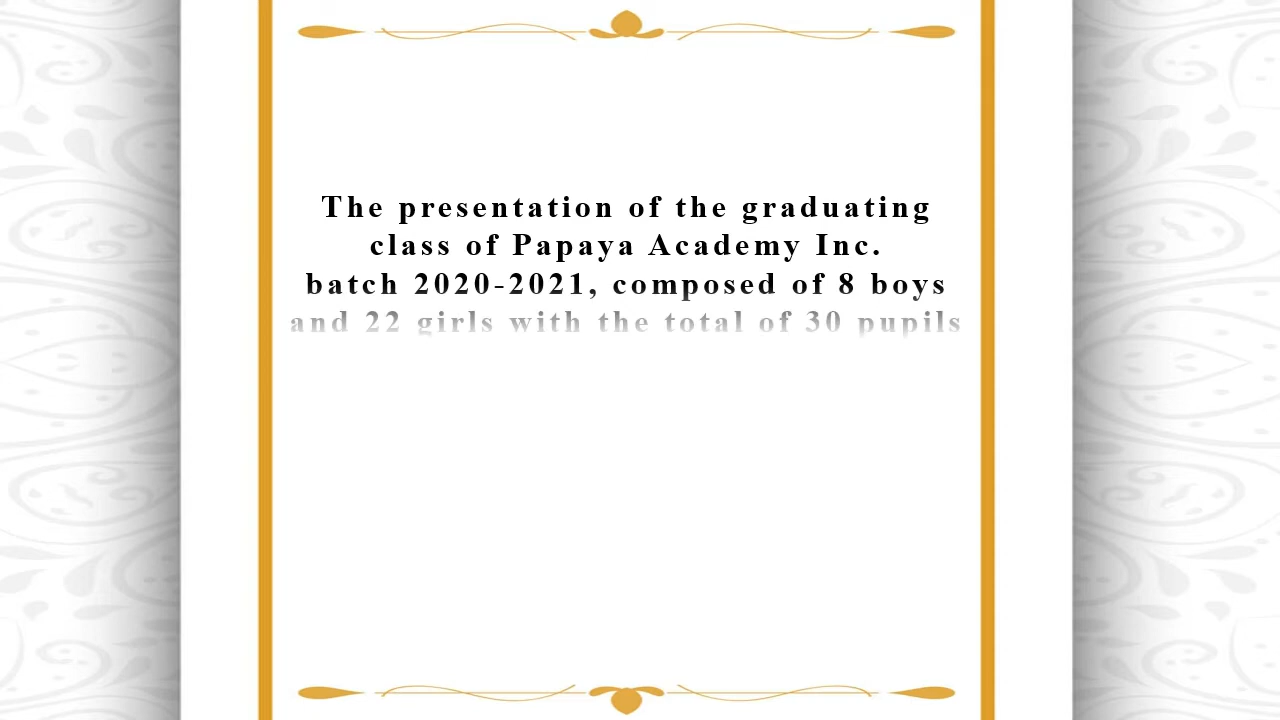 The presentation of the graduating
class of Papaya Academy Inc.
batch 2020-2021, composed of 8 boys
and 22 girls with the total of 30 pupils